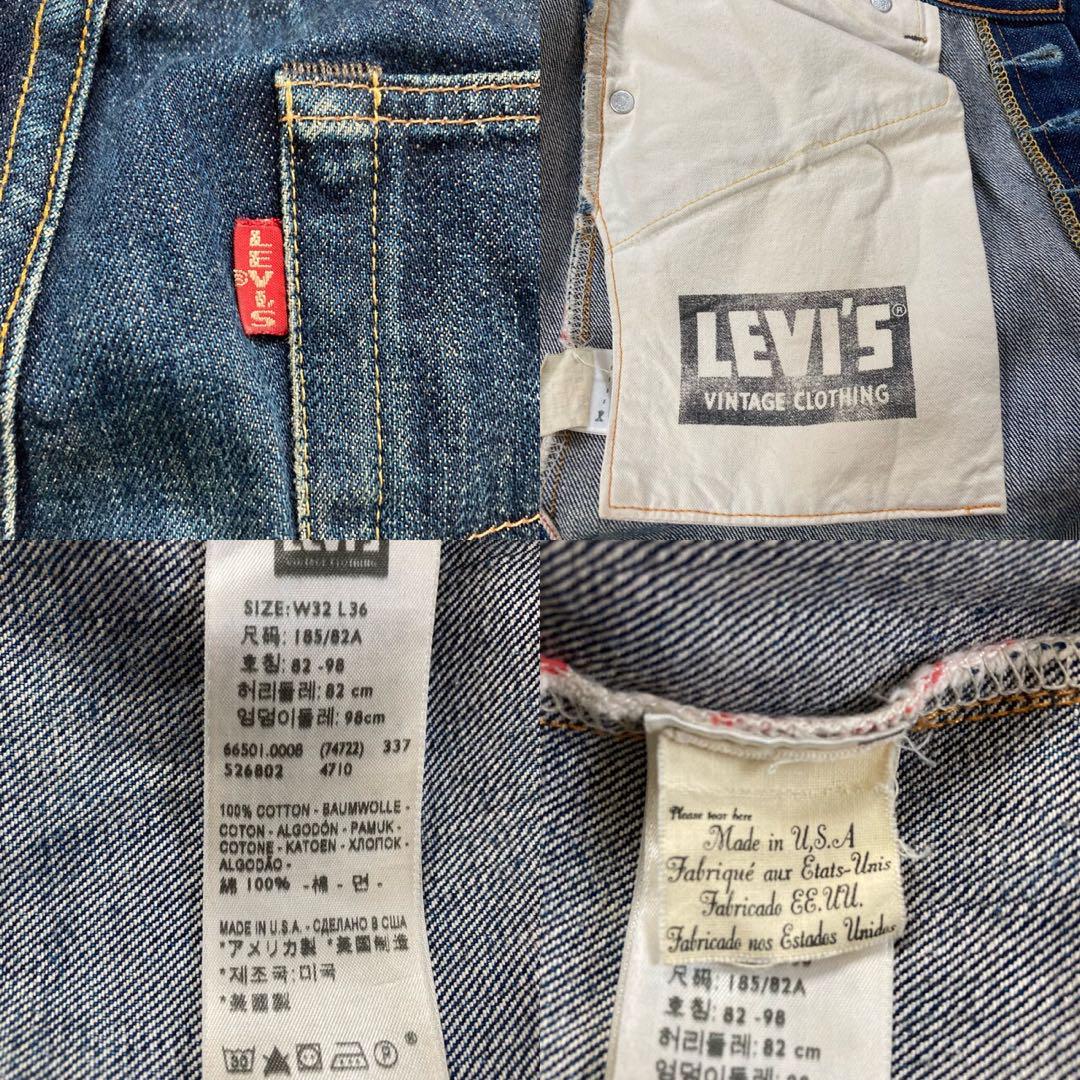 LEVI'S
®
LEVI'S®
VINTAGE CLOTHING
LEVI'S
VINTAGE CLOTHING
SIZE: W32 L36
尺码: 185/82A
호칭: 82 -98
허리둘레: 82 cm
엉덩이둘레: 98cm
66501.0008 (74722) 337
526802 4710
100% COTTON - BAUMWOLLE -
COTON - ALGODÓN - PAMUK -
COTONE - KATOEN - ХЛОПОК -
ALGODÃO -
綿 100% -棉 - 면 -
MADE IN U.S.A. - СДЕЛАНО В США
*アメリカ製 *美國制造
*제조국: 미국
*美國製
®
Please tear here
Made in U.S.A
Fabriqué aux Etats-Unis
Fabricado EE.UU.
Fabricado nos Estados Unidos
尺码: 185/82A
호칭: 82 -98
허리둘레: 82 cm